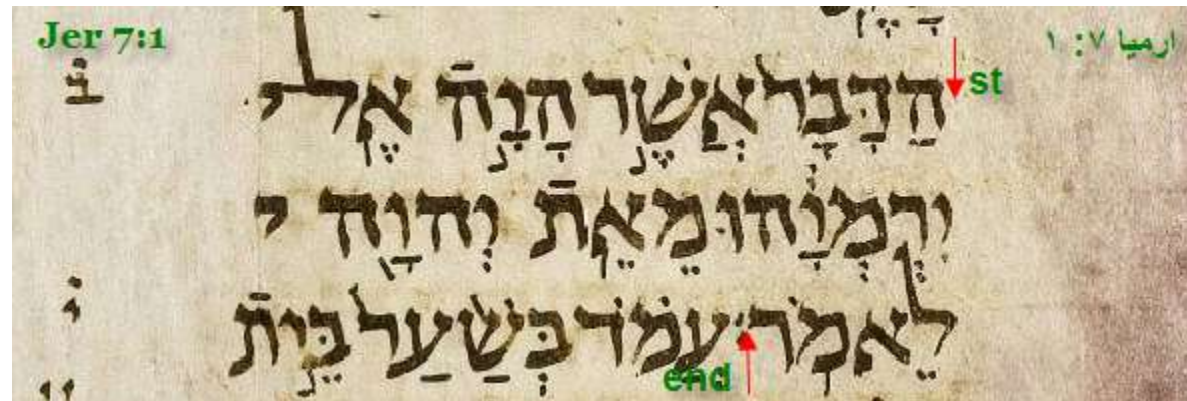 Jer 7:1 ارميا ٧: ١
הַדָּבָר אֲשֶׁר הָיָה אֶל י st
ב
יִרְמְיָהוּ מֵאֵת יְהוָה י
לֵאמֹר עֲמֹד בְּשַׁעַר בֵּית
י
end